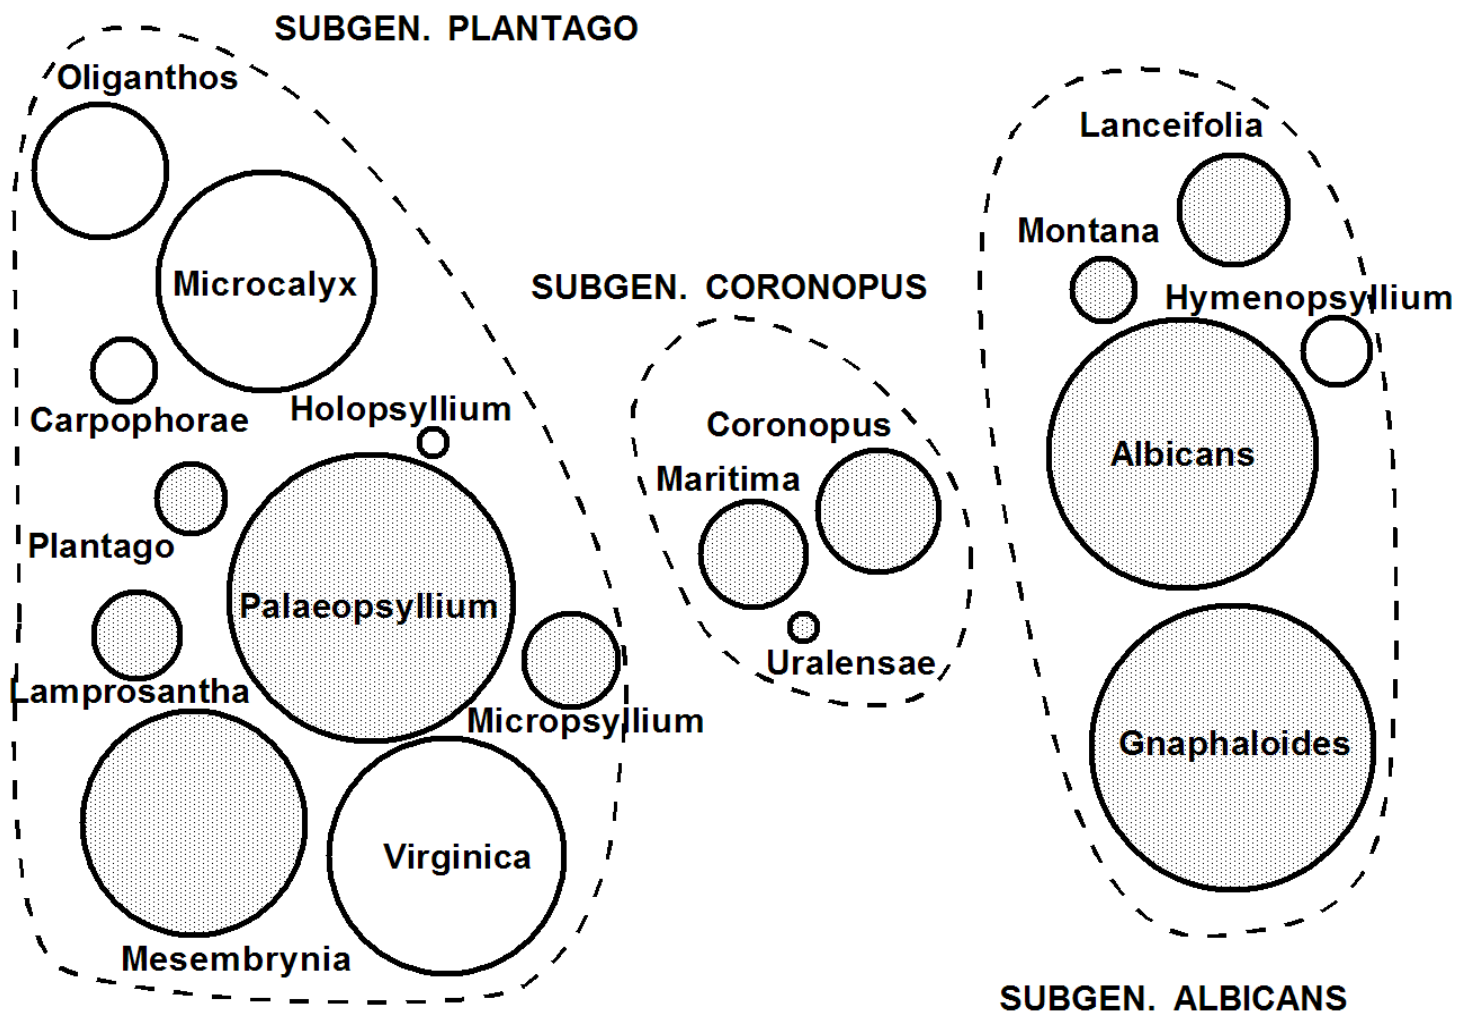 SUBGEN. PLANTAGO
Oliganthos
Microcalyx
Carpophorae
Holopsyllium
Plantago
Palaeopsyllium
Lamprosantha
Micropsyllium
Virginica
Mesembrynia
SUBGEN. CORONOPUS
Coronopus
Maritima
Uralensae
Lanceifolia
Montana
Hymenopsyllium
Albicans
Gnaphaloides
SUBGEN. ALBICANS